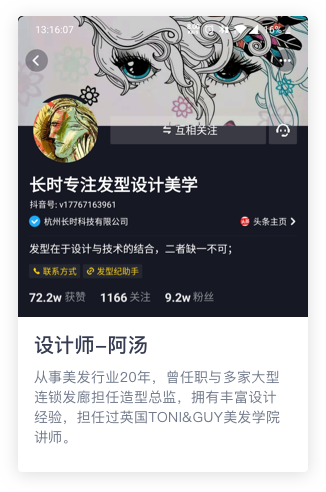 13:16:07
16%
互相关注
长时专注发型设计美学
抖音号: v17767163961
杭州长时科技有限公司
头条主页
发型在于设计与技术的结合，二者缺一不可；
联系方式
发型纪助手
72.2w 获赞 1166 关注 9.2w 粉丝
设计师-阿汤
从事美发行业20年，曾任职与多家大型
连锁发廊担任造型总监，拥有丰富设计
经验，担任过英国TONI&GUY美发学院
讲师。